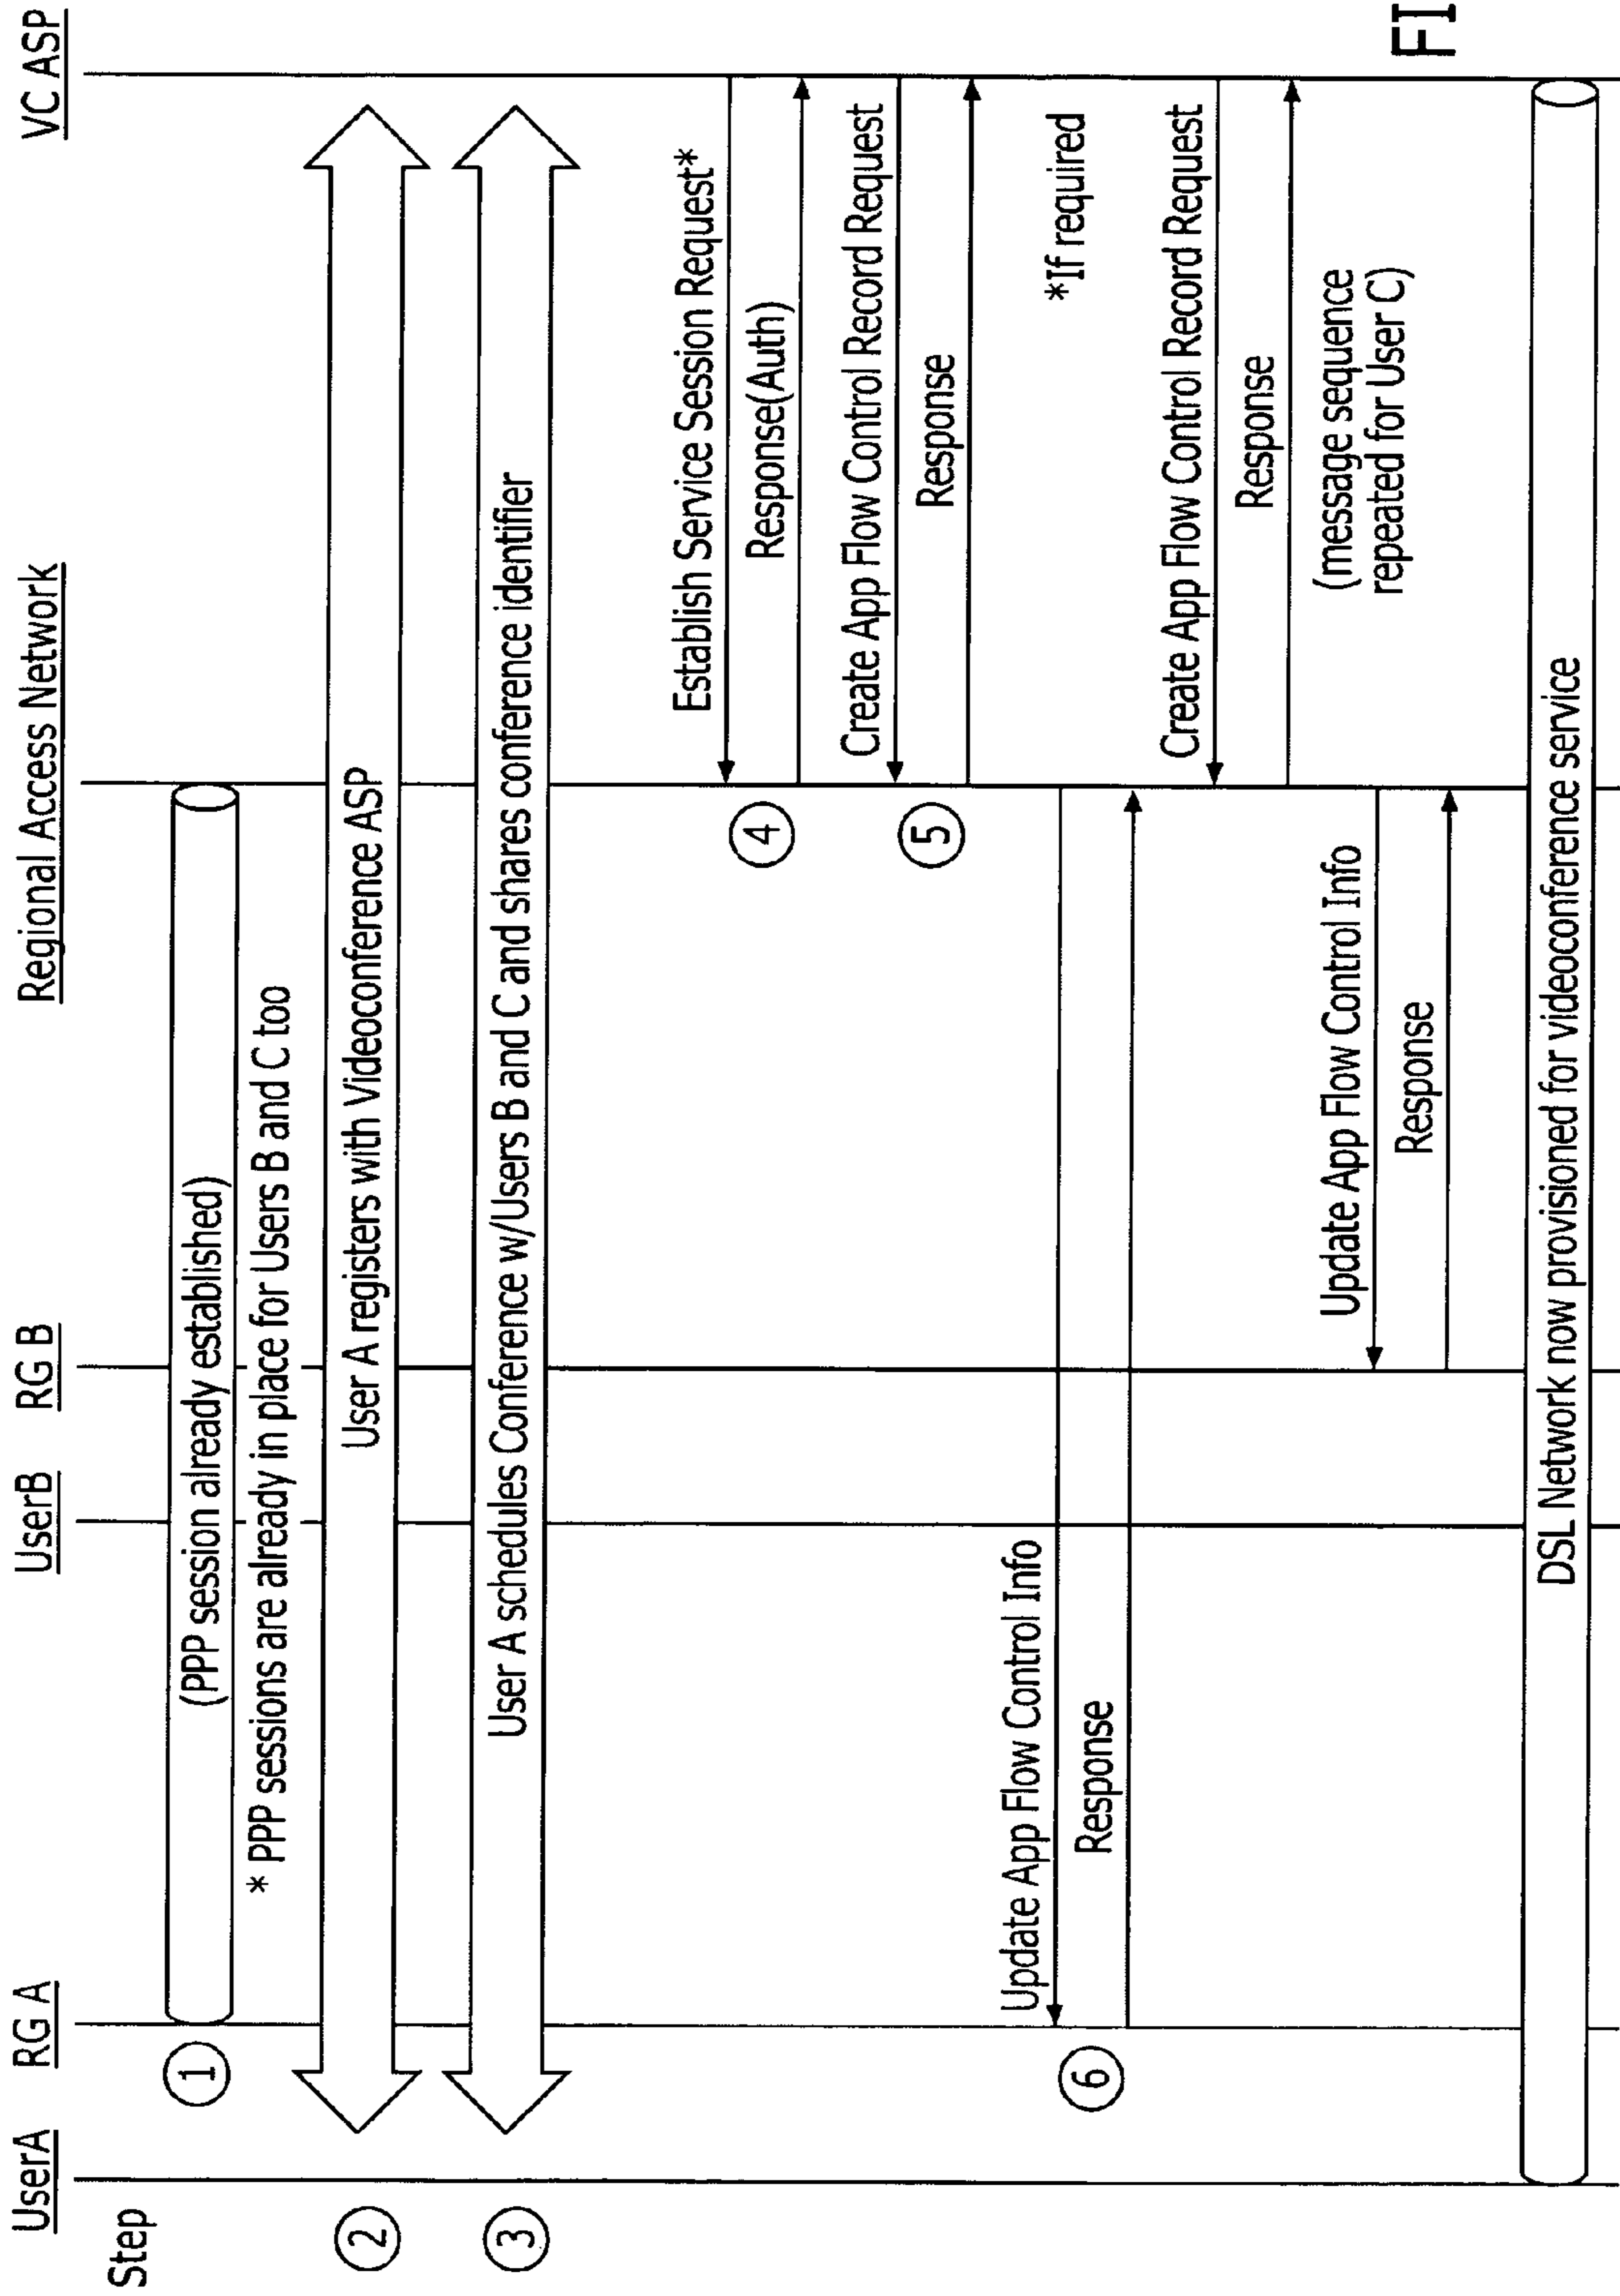 UserA
RG A
UserB
RG B
Regional Access Network
VC ASP
Step
1
(PPP session already established)
* PPP sessions are already in place for Users B and C too
2
User A registers with Videoconference ASP
3
User A schedules Conference w/Users B and C and shares conference identifier
Establish Service Session Request*
4
Response(Auth)
Create App Flow Control Record Request
5
Response
Update App Flow Control Info
*If required
6
Response
Create App Flow Control Record Request
Response
Update App Flow Control Info
(message sequence
repeated for User C)
Response
DSL Network now provisioned for videoconference service
FI